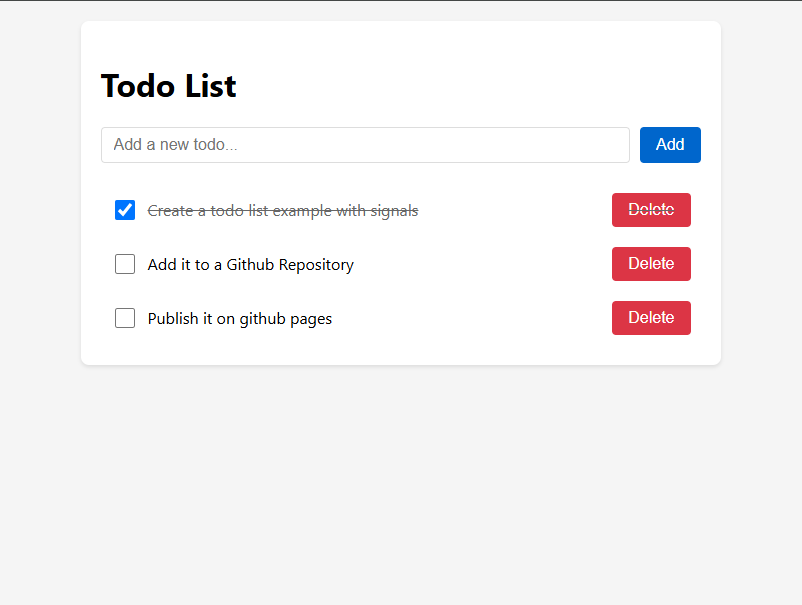 Todo List
Add a new todo...
Add
Create a todo list example with signals
Delete
Add it to a Github Repository
Delete
Publish it on github pages
Delete